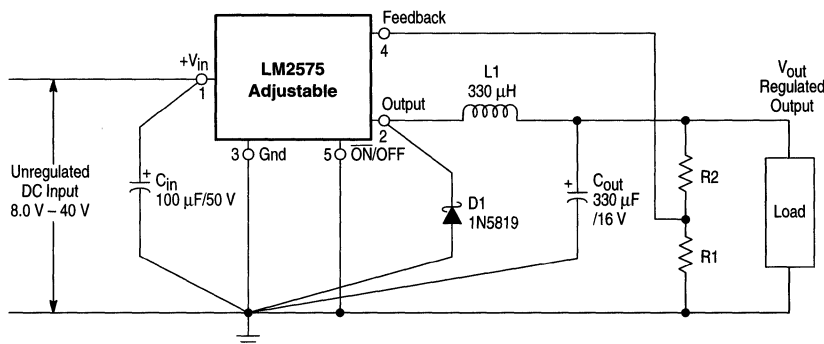 Feedback
4
+Vin
1
LM2575
Adjustable
L1
330 µH
Vout
Regulated
Output
Output
2
3 Gnd
5 O̅N̅/OFF
Unregulated
DC Input
8.0 V – 40 V
+
Cin
100 µF/50 V
D1
1N5819
+
Cout
330 µF
/16 V
R2
R1
Load